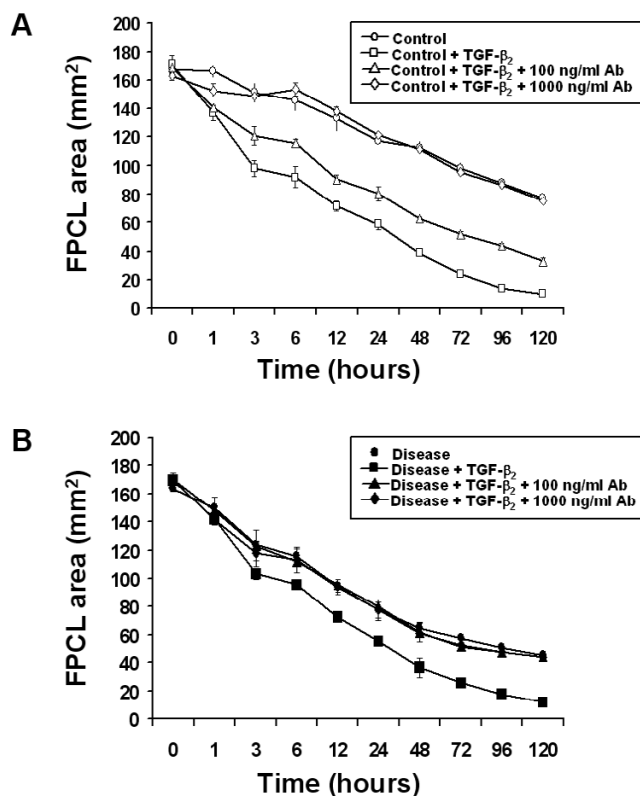 A
FPCL area (mm²)
200
180
160
140
120
100
80
60
40
20
0
Control
Control + TGF-β₂
Control + TGF-β₂ + 100 ng/ml Ab
Control + TGF-β₂ + 1000 ng/ml Ab
0 1 3 6 12 24 48 72 96 120
Time (hours)
B
FPCL area (mm²)
200
180
160
140
120
100
80
60
40
20
0
Disease
Disease + TGF-β₂
Disease + TGF-β₂ + 100 ng/ml Ab
Disease + TGF-β₂ + 1000 ng/ml Ab
0 1 3 6 12 24 48 72 96 120
Time (hours)